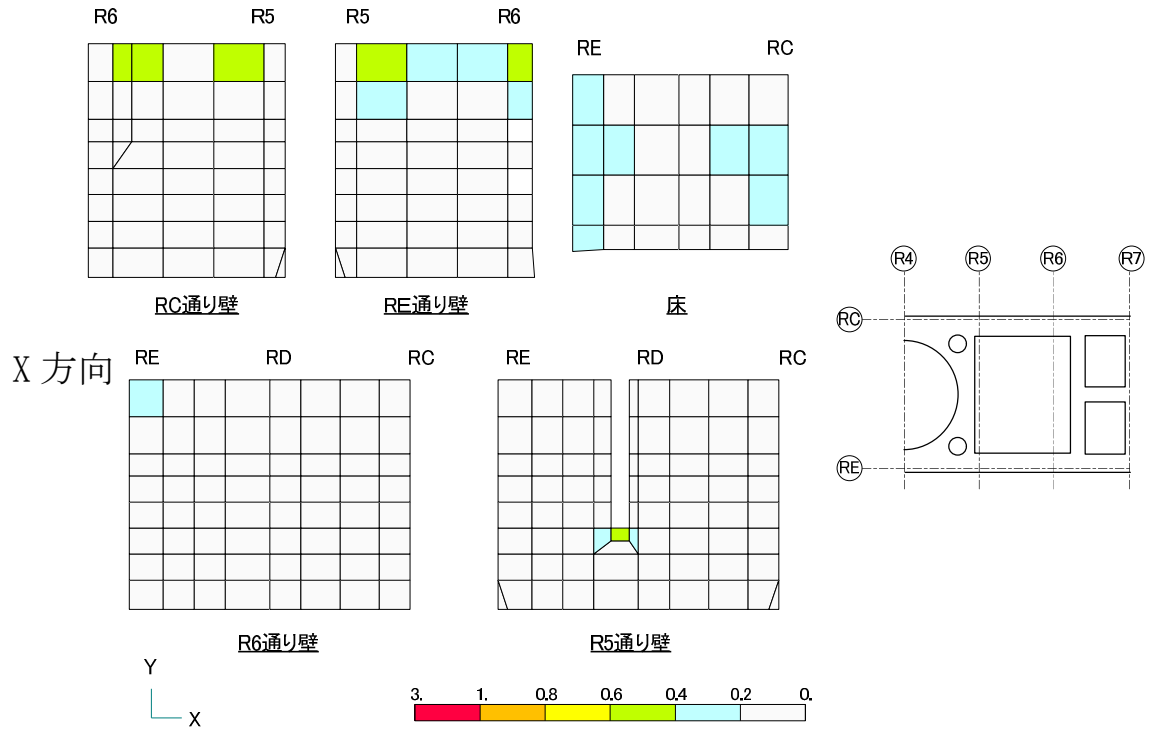 R6 R5 R5 R6
RE RC
RC通り壁 RE通り壁 床
R4 R5 R6 R7
RC
RE
X 方向
RE RD RC RE RD RC
R6通り壁 R5通り壁
Y
X
3. 1. 0.8 0.6 0.4 0.2 0.